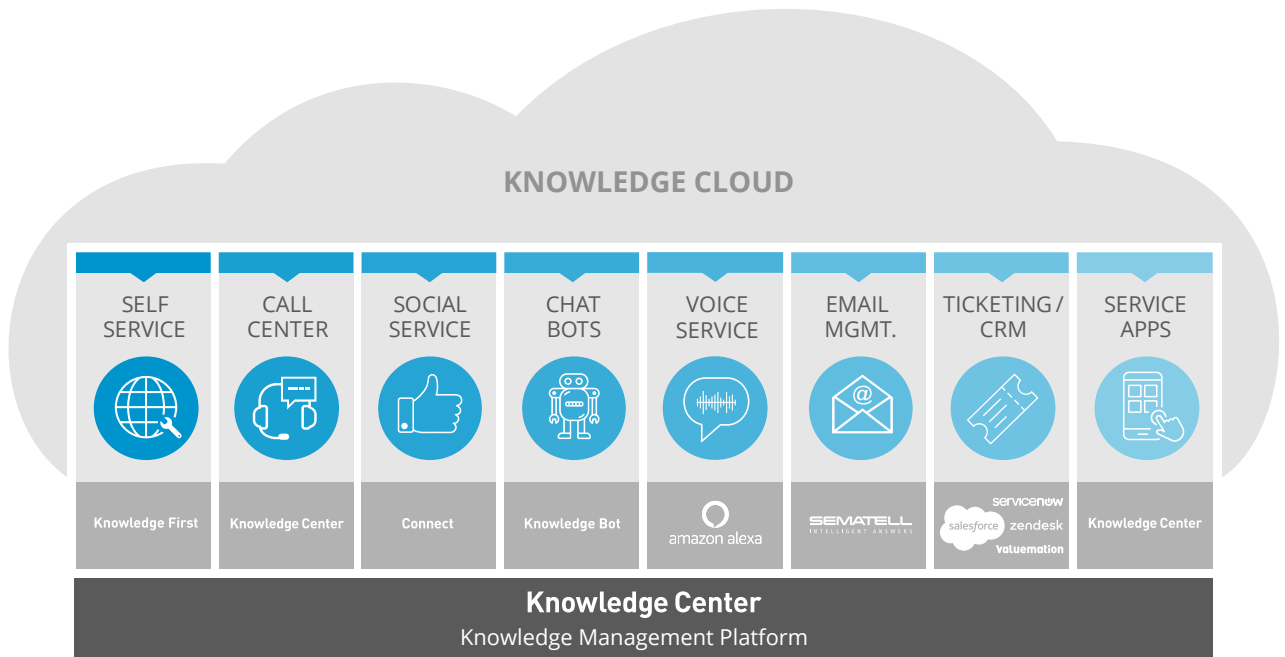 KNOWLEDGE CLOUD
SELF
SERVICE
CALL
CENTER
SOCIAL
SERVICE
CHAT
BOTS
VOICE
SERVICE
EMAIL
MGMT.
TICKETING /
CRM
SERVICE
APPS
@
Knowledge First
Knowledge Center
Connect
Knowledge Bot
amazon alexa
SEMATELL
INTELLIGENT ANSWERS
servicenow
salesforce
zendesk
valuemation
Knowledge Center
Knowledge Center
Knowledge Management Platform